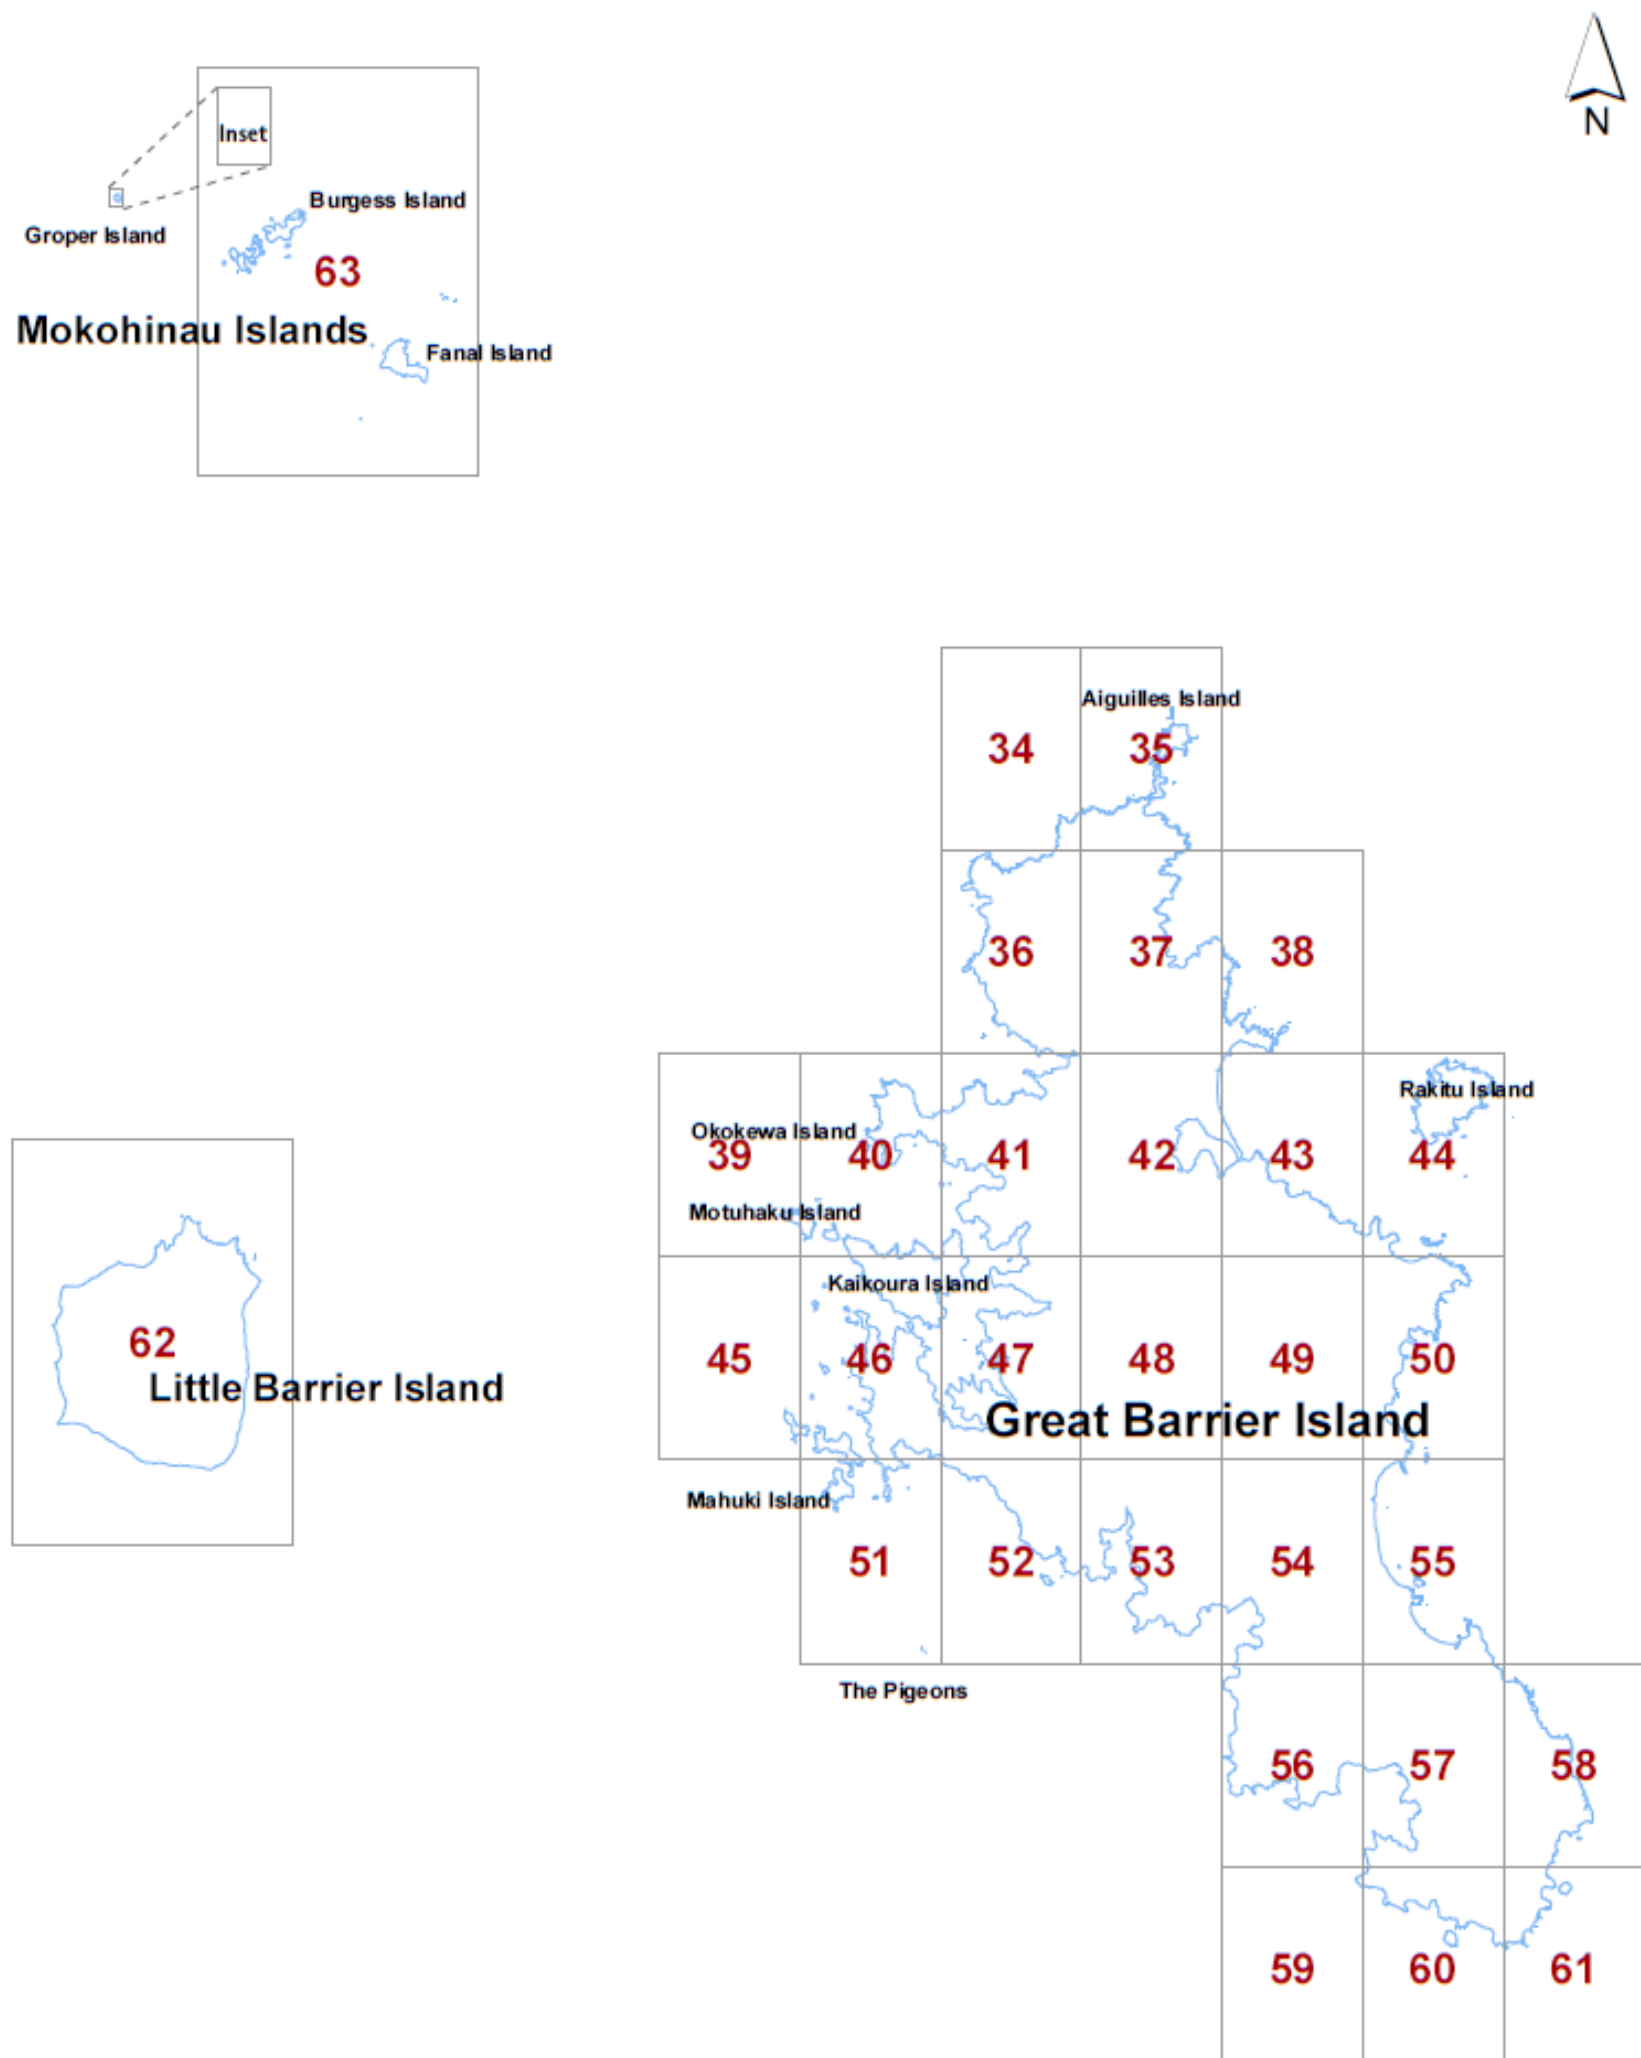 N
Inset
Burgess Island
Groper Island
63
Mokohinau Islands
Fanal Island
Aiguilles Island
34
35
36
37
38
Rakitu Island
Okokewa Island
39
40
41
42
43
44
Motuhaku Island
Kaikoura Island
62
45
46
47
48
49
50
Little Barrier Island
Great Barrier Island
Mahuki Island
51
52
53
54
55
The Pigeons
56
57
58
59
60
61